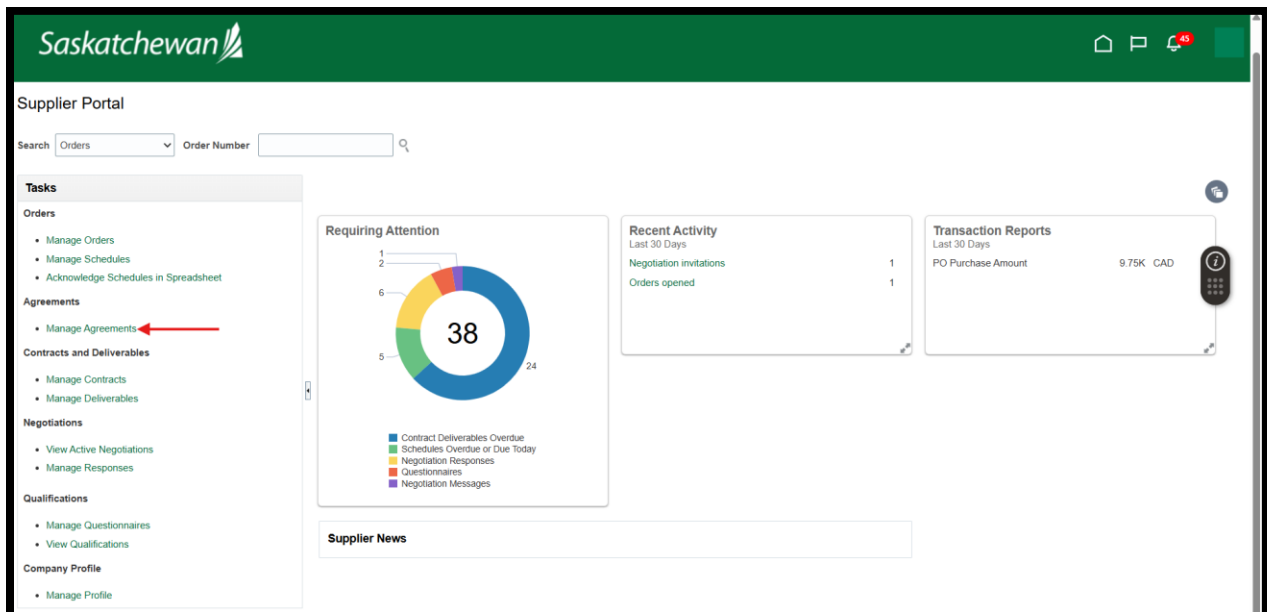 Saskatchewan
45
Supplier Portal
Search Orders Order Number
Tasks
Orders
Manage Orders
Manage Schedules
Acknowledge Schedules in Spreadsheet
Agreements
Manage Agreements
Contracts and Deliverables
Manage Contracts
Manage Deliverables
Negotiations
View Active Negotiations
Manage Responses
Qualifications
Manage Questionnaires
View Qualifications
Company Profile
Manage Profile
Requiring Attention
1
2
6
5
38
24
Contract Deliverables Overdue
Schedules Overdue or Due Today
Negotiation Responses
Questionnaires
Negotiation Messages
Recent Activity
Last 30 Days
Negotiation invitations 1
Orders opened 1
Transaction Reports
Last 30 Days
PO Purchase Amount 9.75K CAD
Supplier News